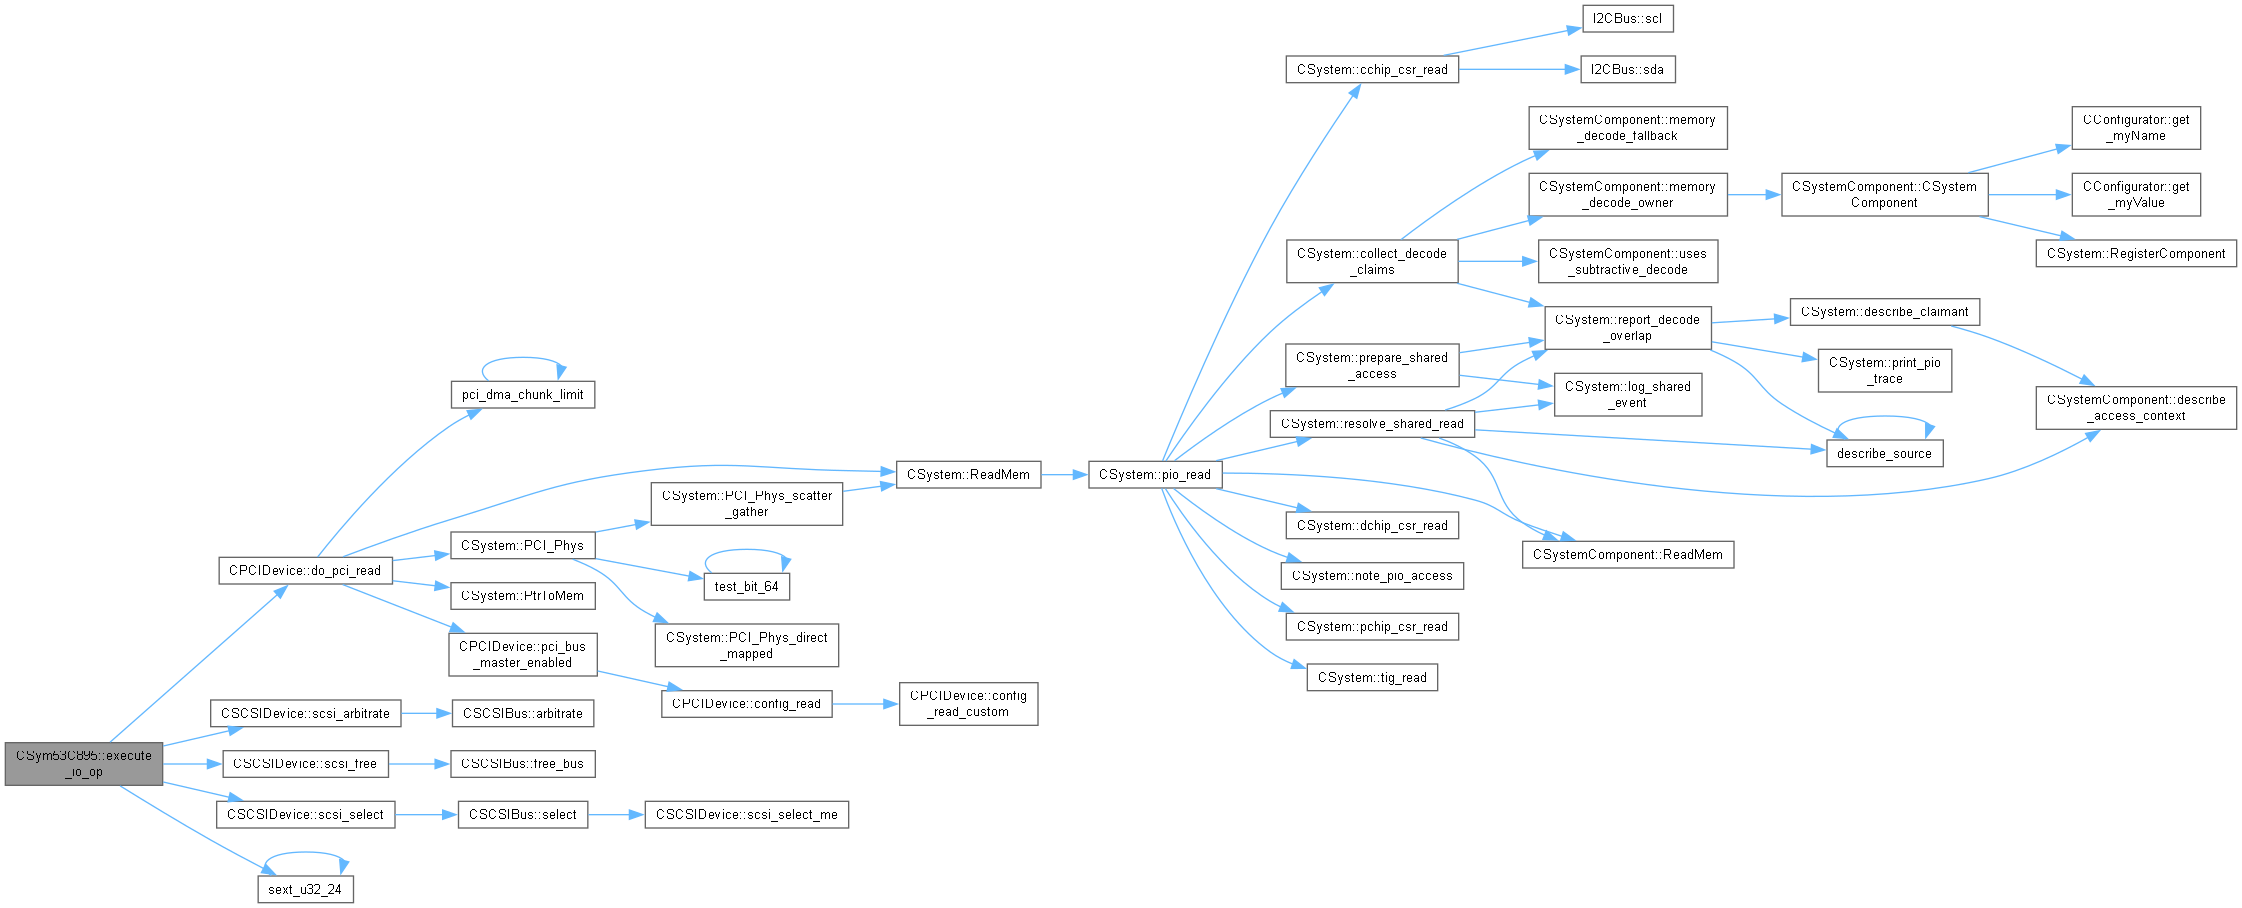 I2CBus::scl
CSystem::cchip_csr_read
I2CBus::sda
CSystemComponent::memory
_decode_fallback
CConfigurator::get
_myName
CSystemComponent::memory
_decode_owner
CSystemComponent::CSystem
Component
CConfigurator::get
_myValue
CSystem::collect_decode
_claims
CSystemComponent::uses
_subtractive_decode
CSystem::RegisterComponent
CSystem::report_decode
_overlap
CSystem::describe_claimant
CSystem::prepare_shared
_access
CSystem::print_pio
_trace
pci_dma_chunk_limit
CSystem::log_shared
_event
CSystemComponent::describe
_access_context
CSystem::resolve_shared_read
describe_source
CSystem::ReadMem
CSystem::pio_read
CSystem::PCI_Phys_scatter
_gather
CSystem::dchip_csr_read
CSystem::PCI_Phys
CSystemComponent::ReadMem
CPCIDevice::do_pci_read
test_bit_64
CSystem::note_pio_access
CSystem::PtrToMem
CSystem::pchip_csr_read
CPCIDevice::pci_bus
_master_enabled
CSystem::PCI_Phys_direct
_mapped
CSystem::tig_read
CPCIDevice::config_read
CPCIDevice::config
_read_custom
CSCSIDevice::scsi_arbitrate
CSCSIBus::arbitrate
CSym53C895::execute
_io_op
CSCSIDevice::scsi_free
CSCSIBus::free_bus
CSCSIDevice::scsi_select
CSCSIBus::select
CSCSIDevice::scsi_select_me
sext_u32_24